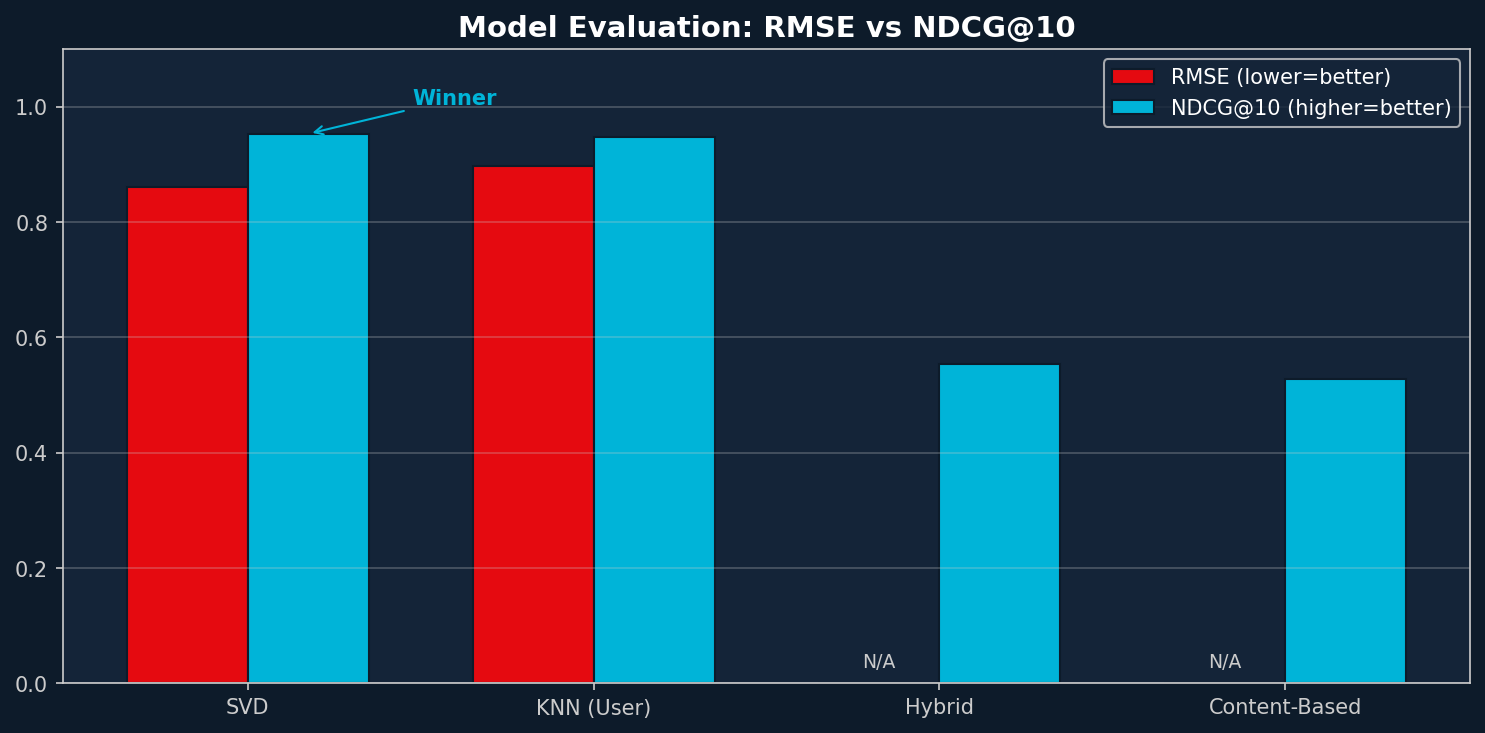 Model Evaluation: RMSE vs NDCG@10
RMSE (lower=better)
NDCG@10 (higher=better)
Winner
1.0
0.8
0.6
0.4
0.2
0.0
N/A
N/A
SVD
KNN (User)
Hybrid
Content-Based